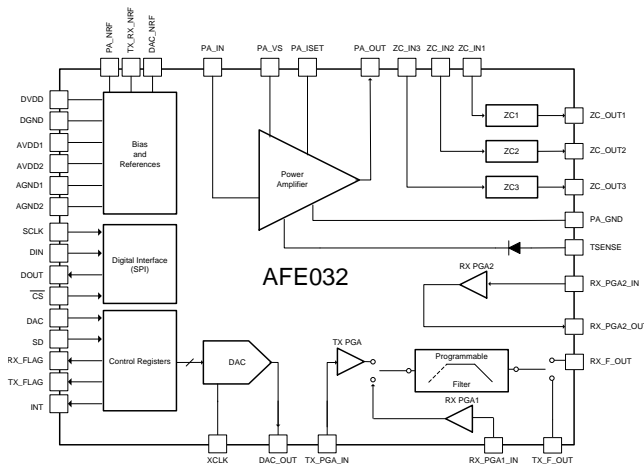 PA_NRF
TX_RX_NRF
DAC_NRF
PA_IN
PA_VS
PA_ISET
PA_OUT
ZC_IN3
ZC_IN2
ZC_IN1
DVDD
DGND
AVDD1
AVDD2
AGND1
AGND2
SCLK
DIN
DOUT
CS
DAC
SD
RX_FLAG
TX_FLAG
INT
Bias
and
References
Digital Interface
(SPI)
Control Registers
Power
Amplifier
ZC1
ZC2
ZC3
ZC_OUT1
ZC_OUT2
ZC_OUT3
PA_GND
TSENSE
AFE032
RX PGA2
RX_PGA2_IN
RX_PGA2_OUT
RX_F_OUT
DAC
TX PGA
Programmable
Filter
RX PGA1
XCLK
DAC_OUT
TX_PGA_IN
RX_PGA1_IN
TX_F_OUT